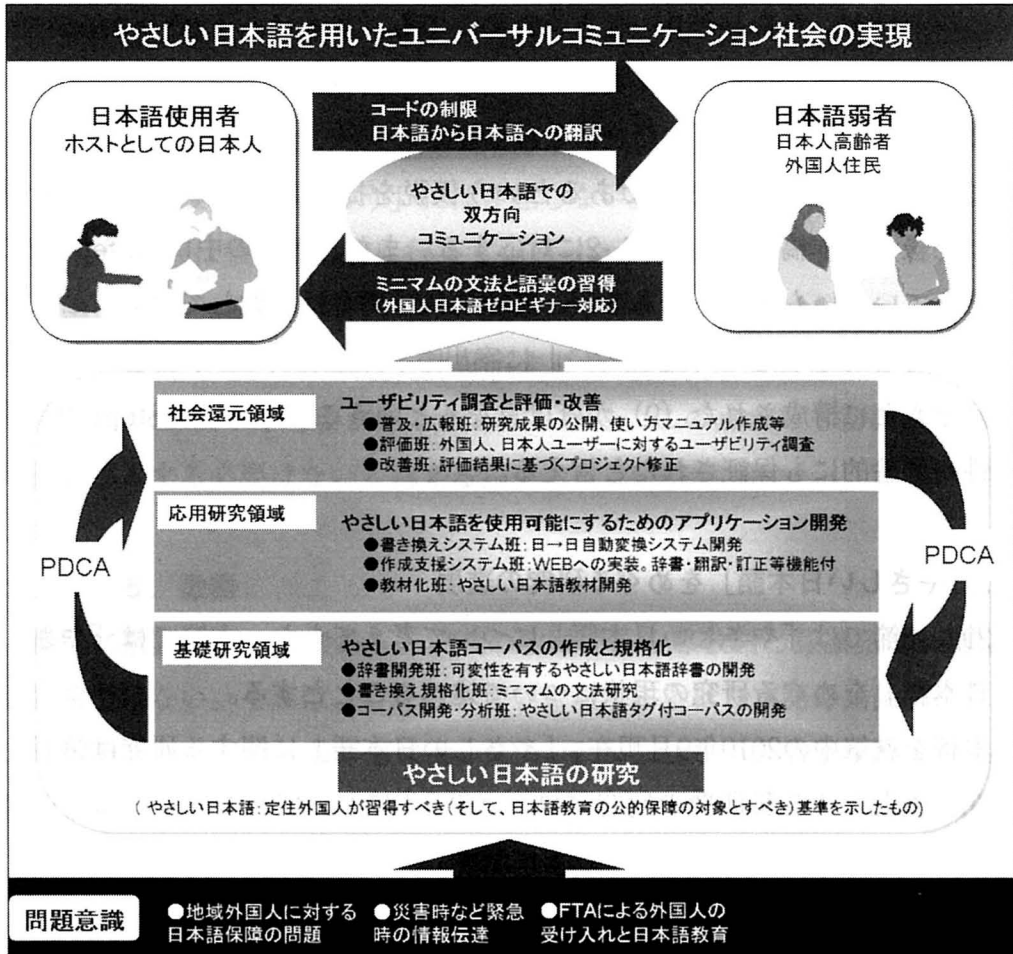 やさしい日本語を用いたユニバーサルコミュニケーション社会の実現
日本語使用者
ホストとしての日本人
コードの制限
日本語から日本語への翻訳
日本語弱者
日本人高齢者
外国人住民
やさしい日本語での
双方向
コミュニケーション
ミニマムの文法と語彙の習得
(外国人日本語ゼロビギナー対応)
社会還元領域
ユーザビリティ調査と評価・改善
●普及・広報班:研究成果の公開、使い方マニュアル作成等
●評価班:外国人、日本人ユーザーに対するユーザビリティ調査
●改善班:評価結果に基づくプロジェクト修正
応用研究領域
やさしい日本語を使用可能にするためのアプリケーション開発
●書き換えシステム班:日→日自動変換システム開発
●作成支援システム班:WEBへの実装。辞書・翻訳・訂正等機能付
●教材化班:やさしい日本語教材開発
PDCA
PDCA
基礎研究領域
やさしい日本語コーパスの作成と規格化
●辞書開発班:可変性を有するやさしい日本語辞書の開発
●書き換え規格化班:ミニマムの文法研究
●コーパス開発・分析班:やさしい日本語タグ付コーパスの開発
やさしい日本語の研究
(やさしい日本語:定住外国人が習得すべき(そして、日本語教育の公的保障の対象とすべき)基準を示したもの)
問題意識
●地域外国人に対する
日本語保障の問題
●災害時など緊急
時の情報伝達
●FTAによる外国人の
受け入れと日本語教育